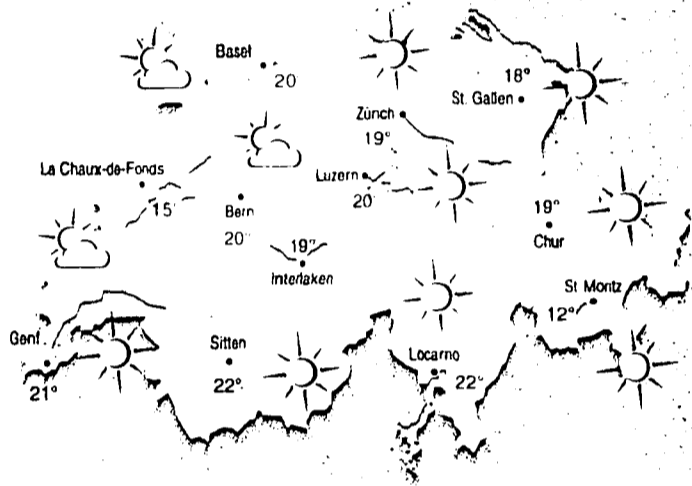 Basel
20
18°
St. Gallen
Zürich
19°
La Chaux-de-Fonds
15°
Luzern
20
Bern
20°
19°
Interlaken
19°
Chur
St Moritz
12°
Genf
21°
Sitten
22°
Locarno
22°